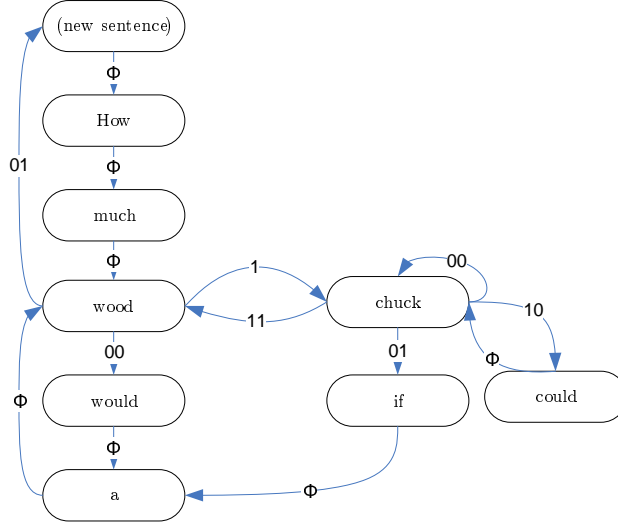 (new sentence)
Φ
How
01
Φ
much
Φ
1
00
wood
chuck
11
10
00
01
Φ
Φ
would
if
could
Φ
a
Φ